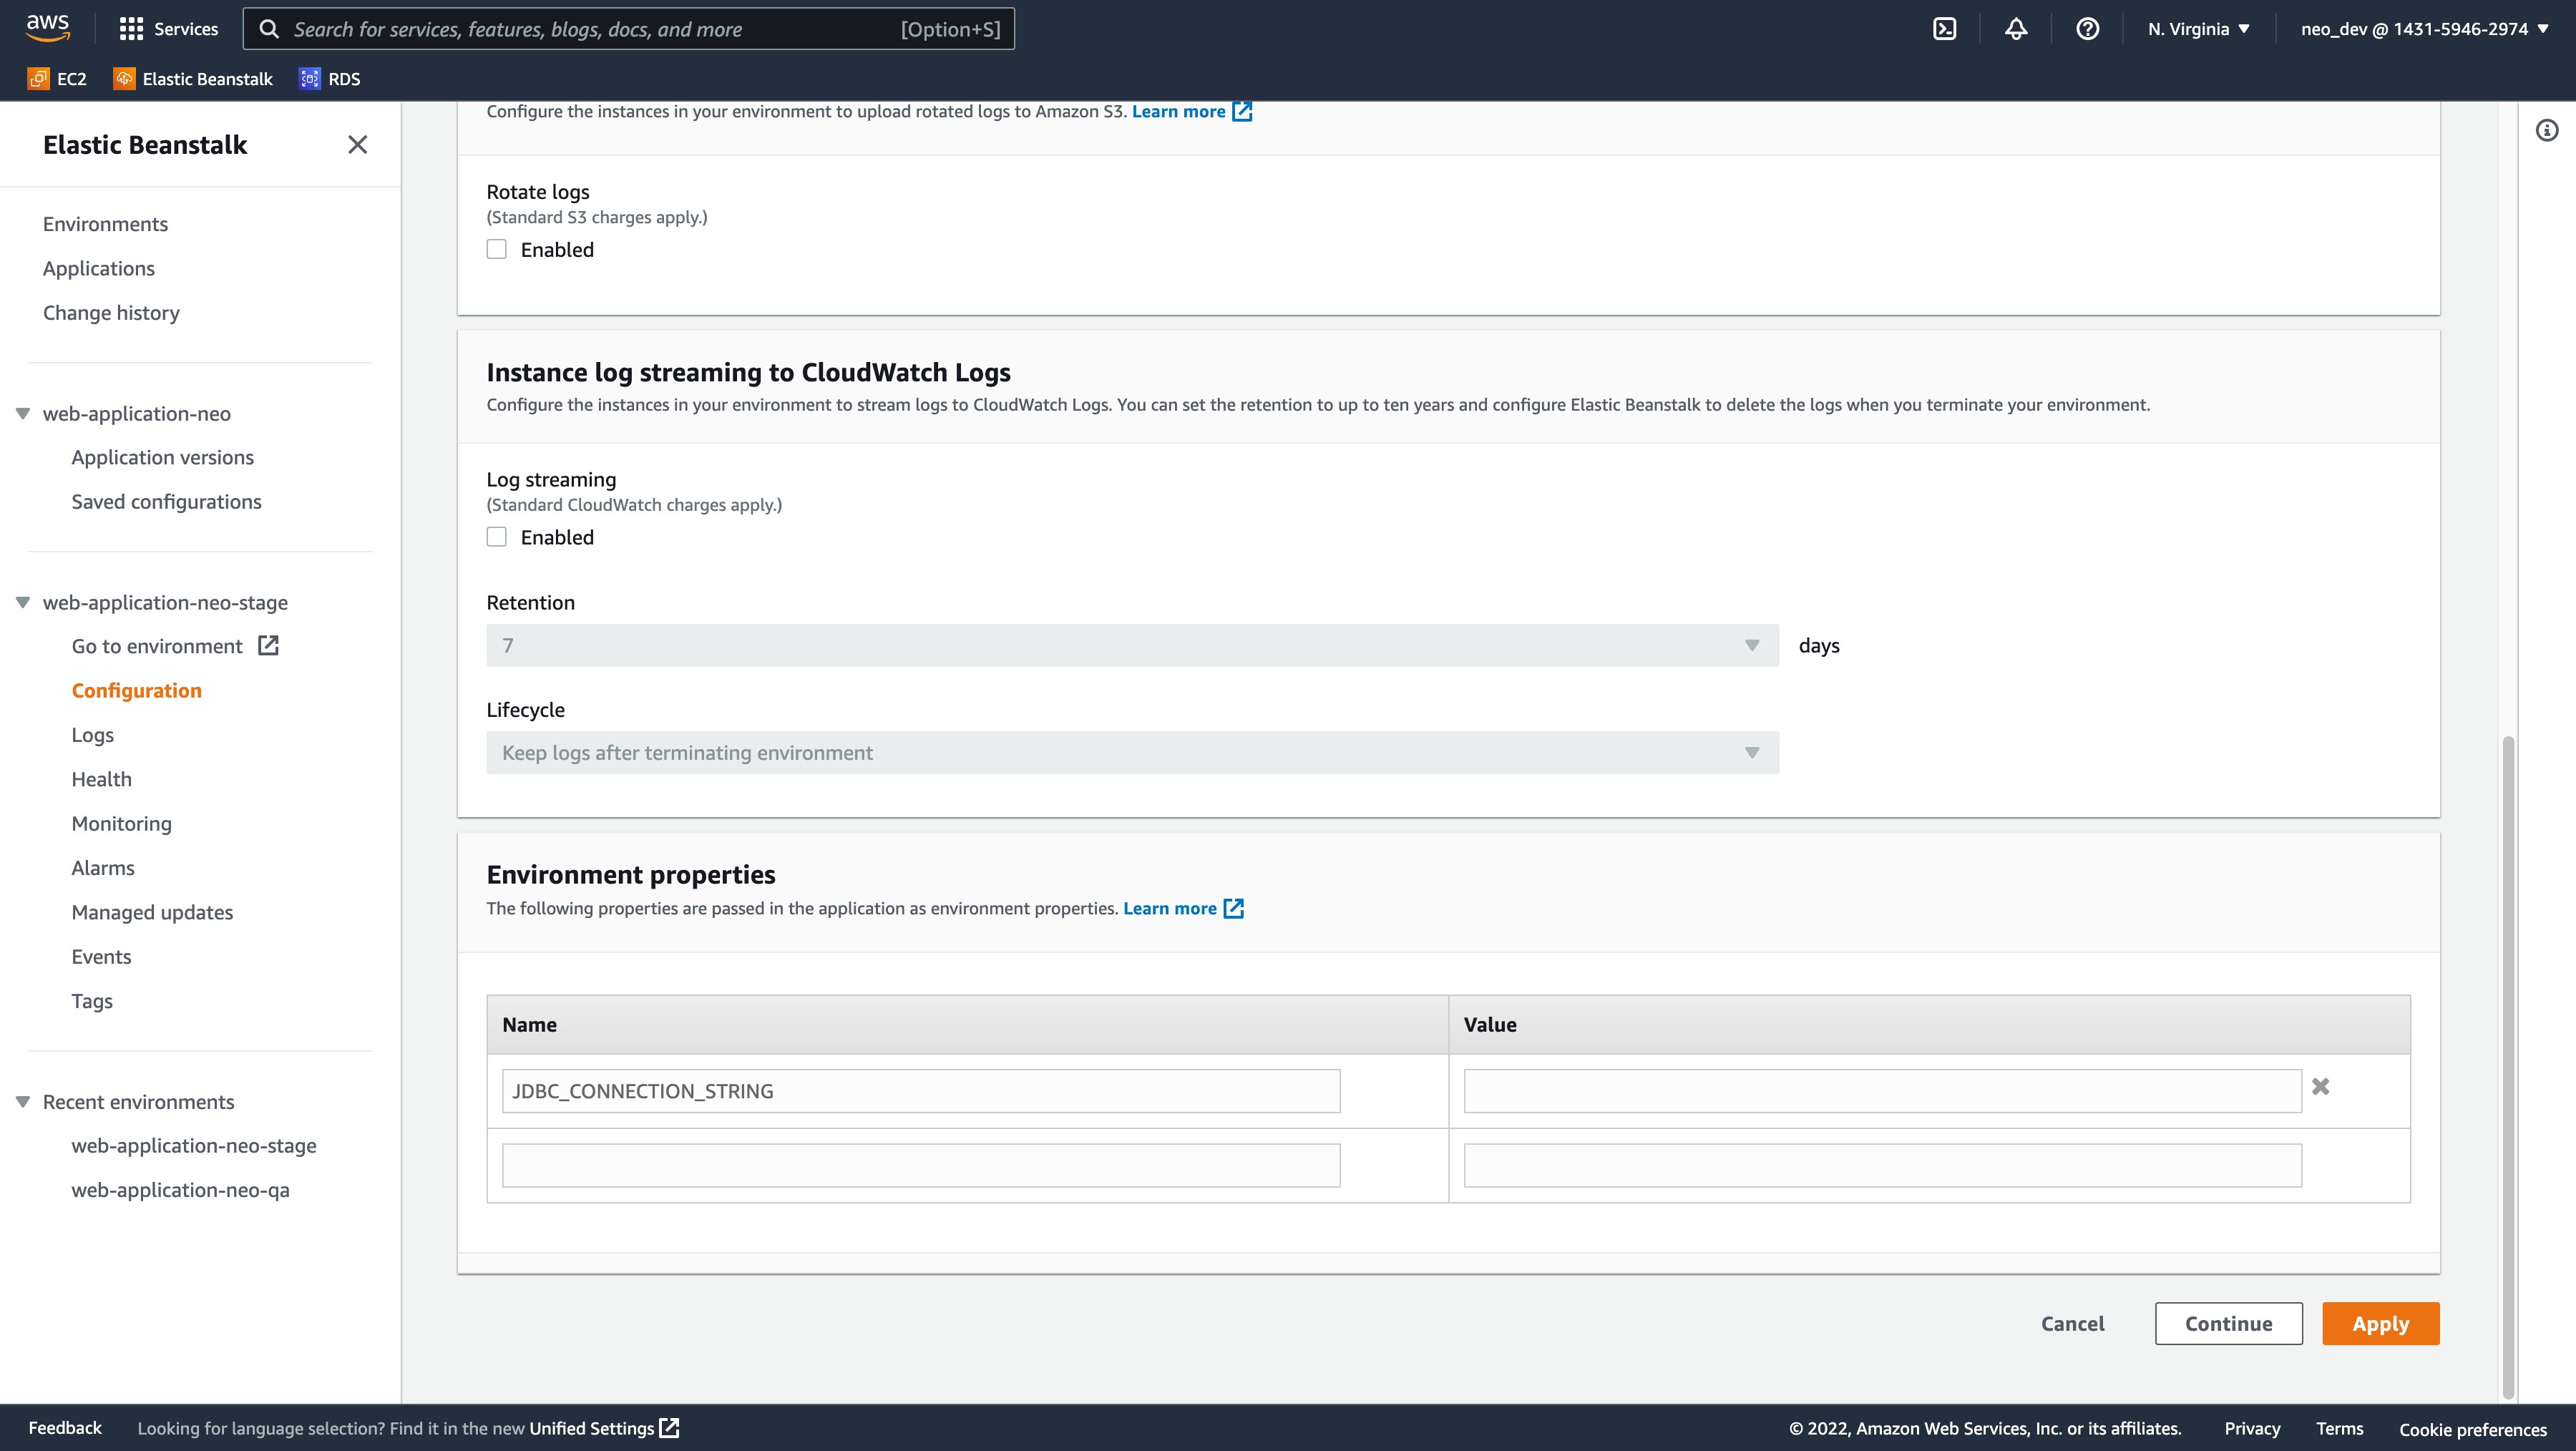 aws
Services
Search for services, features, blogs, docs, and more
[Option+S]
N. Virginia
neo_dev @ 1431-5946-2974
EC2
Elastic Beanstalk
RDS
Elastic Beanstalk
Environments
Applications
Change history
web-application-neo
Application versions
Saved configurations
web-application-neo-stage
Go to environment
Configuration
Logs
Health
Monitoring
Alarms
Managed updates
Events
Tags
Recent environments
web-application-neo-stage
web-application-neo-qa
Configure the instances in your environment to upload rotated logs to Amazon S3. Learn more
Rotate logs
(Standard S3 charges apply.)
Enabled
Instance log streaming to CloudWatch Logs
Configure the instances in your environment to stream logs to CloudWatch Logs. You can set the retention to up to ten years and configure Elastic Beanstalk to delete the logs when you terminate your environment.
Log streaming
(Standard CloudWatch charges apply.)
Enabled
Retention
7
days
Lifecycle
Keep logs after terminating environment
Environment properties
The following properties are passed in the application as environment properties. Learn more
Name
Value
JDBC_CONNECTION_STRING
Cancel
Continue
Apply
Feedback
Looking for language selection? Find it in the new Unified Settings
© 2022, Amazon Web Services, Inc. or its affiliates.
Privacy
Terms
Cookie preferences